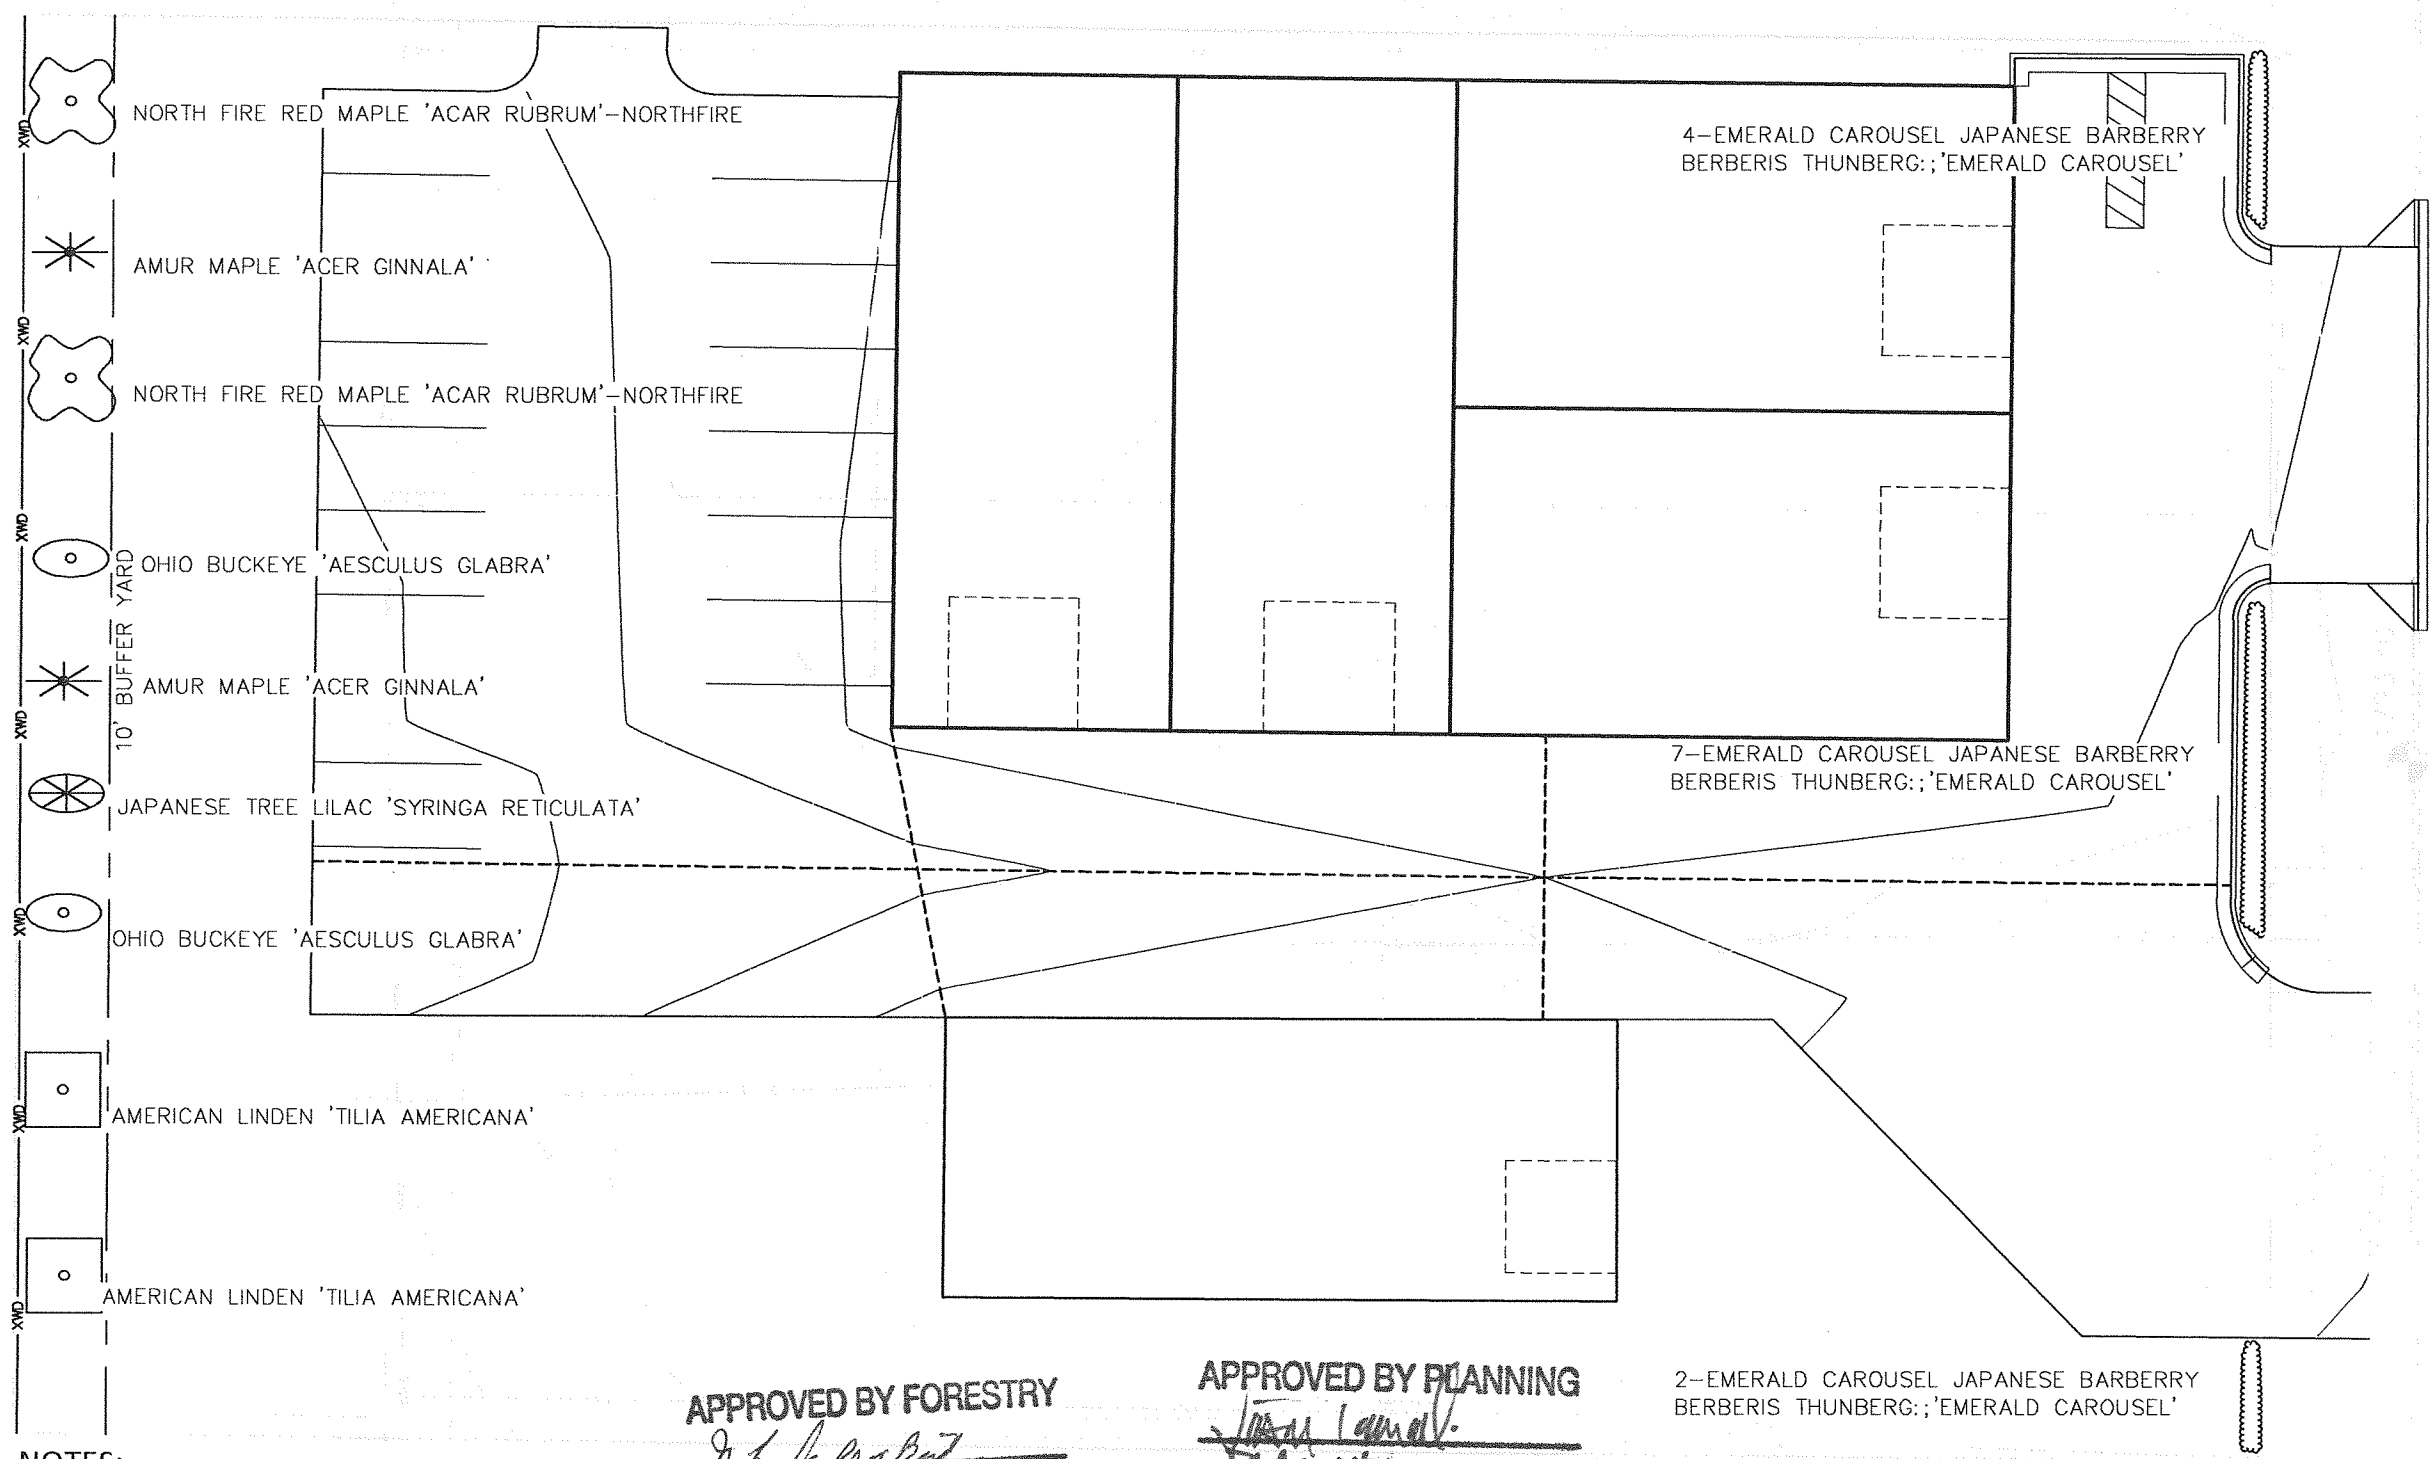 NORTH FIRE RED MAPLE 'ACAR RUBRUM'-NORTHFIRE
4-EMERALD CAROUSEL JAPANESE BARBERRY
BERBERIS THUNBERG:;'EMERALD CAROUSEL'
XWD
AMUR MAPLE 'ACER GINNALA'
XWD
NORTH FIRE RED MAPLE 'ACAR RUBRUM'-NORTHFIRE
XWD
OHIO BUCKEYE 'AESCULUS GLABRA'
10' BUFFER YARD
AMUR MAPLE 'ACER GINNALA'
XWD
7-EMERALD CAROUSEL JAPANESE BARBERRY
BERBERIS THUNBERG:;'EMERALD CAROUSEL'
JAPANESE TREE LILAC 'SYRINGA RETICULATA'
XWD
OHIO BUCKEYE 'AESCULUS GLABRA'
XWD
AMERICAN LINDEN 'TILIA AMERICANA'
XWD
AMERICAN LINDEN 'TILIA AMERICANA'
APPROVED BY FORESTRY
APPROVED BY PLANNING
2-EMERALD CAROUSEL JAPANESE BARBERRY
BERBERIS THUNBERG:;'EMERALD CAROUSEL'
NOTES: